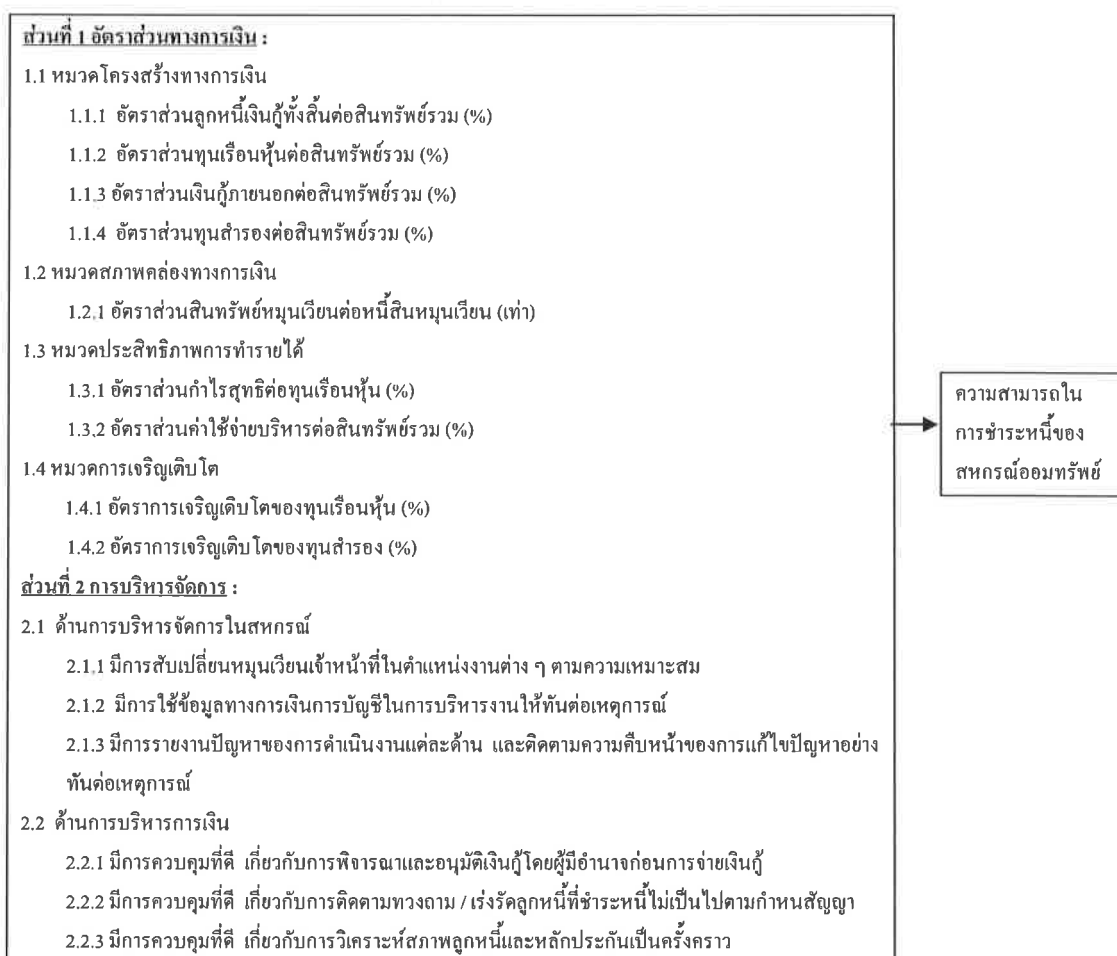 ส่วนที่ 1 อัตราส่วนทางการเงิน :
1.1 หมวดโครงสร้างทางการเงิน
1.1.1 อัตราส่วนลูกหนี้เงินกู้ทั้งสิ้นต่อสินทรัพย์รวม (%)
1.1.2 อัตราส่วนทุนเรือนหุ้นต่อสินทรัพย์รวม (%)
1.1.3 อัตราส่วนเงินกู้ภายนอกต่อสินทรัพย์รวม (%)
1.1.4 อัตราส่วนทุนสำรองต่อสินทรัพย์รวม (%)
1.2 หมวดสภาพคล่องทางการเงิน
1.2.1 อัตราส่วนสินทรัพย์หมุนเวียนต่อหนี้สินหมุนเวียน (เท่า)
1.3 หมวดประสิทธิภาพการทำรายได้
1.3.1 อัตราส่วนกำไรสุทธิต่อทุนเรือนหุ้น (%)
1.3.2 อัตราส่วนค่าใช้จ่ายบริหารต่อสินทรัพย์รวม (%)
1.4 หมวดการเจริญเติบโต
1.4.1 อัตราการเจริญเติบโตของทุนเรือนหุ้น (%)
1.4.2 อัตราการเจริญเติบโตของทุนสำรอง (%)
ส่วนที่ 2 การบริหารจัดการ :
2.1 ด้านการบริหารจัดการในสหกรณ์
2.1.1 มีการสับเปลี่ยนหมุนเวียนเจ้าหน้าที่ในตำแหน่งงานต่าง ๆ ตามความเหมาะสม
2.1.2 มีการใช้ข้อมูลทางการเงินการบัญชีในการบริหารงานให้ทันต่อเหตุการณ์
2.1.3 มีการรายงานปัญหาของการดำเนินงานแต่ละด้าน และติดตามความคืบหน้าของการแก้ไขปัญหาอย่าง
ทันต่อเหตุการณ์
2.2 ด้านการบริหารการเงิน
2.2.1 มีการควบคุมที่ดี เกี่ยวกับการพิจารณาและอนุมัติเงินกู้โดยผู้มีอำนาจก่อนการจ่ายเงินกู้
2.2.2 มีการควบคุมที่ดี เกี่ยวกับการติดตามทวงถาม / เร่งรัดลูกหนี้ที่ชำระหนี้ไม่เป็นไปตามกำหนสัญญา
2.2.3 มีการควบคุมที่ดี เกี่ยวกับการวิเคราะห์สภาพลูกหนี้และหลักประกันเป็นครั้งคราว
ความสามารถใน
การชำระหนี้ของ
สหกรณ์ออมทรัพย์